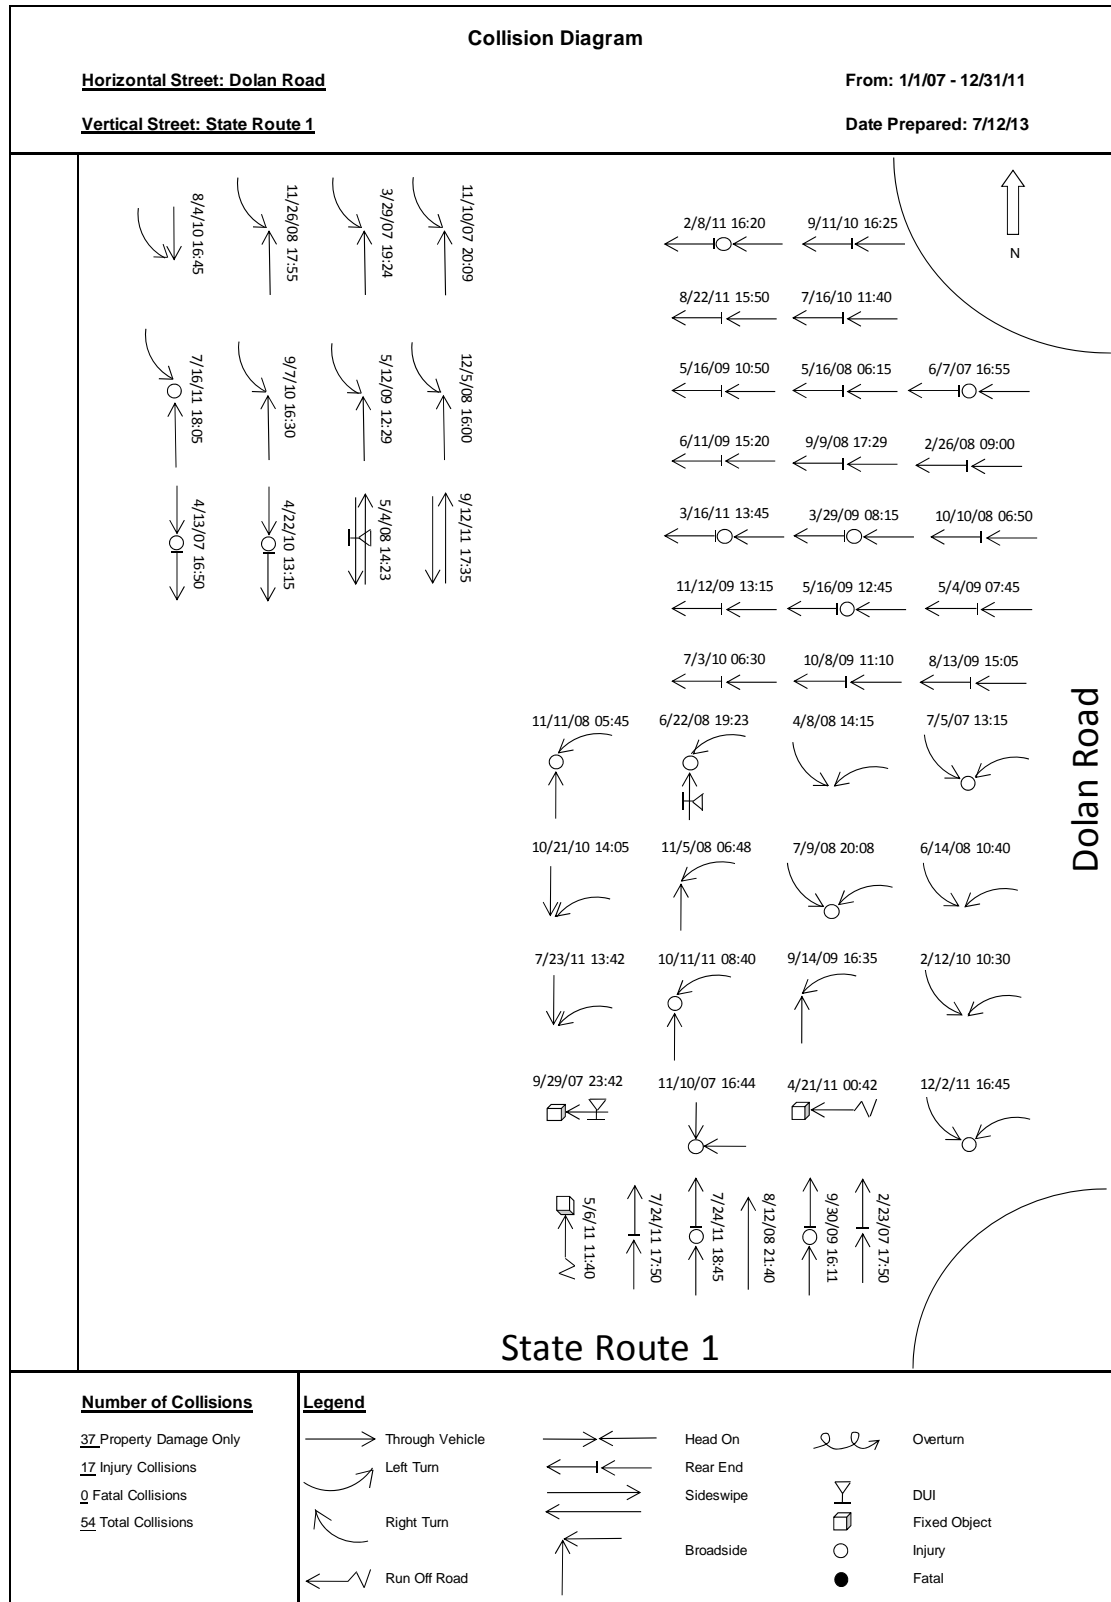 Collision Diagram
Horizontal Street: Dolan Road
From: 1/1/07 - 12/31/11
Vertical Street: State Route 1
Date Prepared: 7/12/13
8/4/10 16:45
11/26/08 17:55
3/29/07 19:24
11/10/07 20:09
7/16/11 18:05
9/7/10 16:30
5/12/09 12:29
12/5/08 16:00
4/13/07 16:50
4/22/10 13:15
5/4/08 14:23
9/12/11 17:35
N
2/8/11 16:20
9/11/10 16:25
8/22/11 15:50
7/16/10 11:40
5/16/09 10:50
5/16/08 06:15
6/7/07 16:55
6/11/09 15:20
9/9/08 17:29
2/26/08 09:00
3/16/11 13:45
3/29/09 08:15
10/10/08 06:50
11/12/09 13:15
5/16/09 12:45
5/4/09 07:45
7/3/10 06:30
10/8/09 11:10
8/13/09 15:05
11/11/08 05:45
6/22/08 19:23
4/8/08 14:15
7/5/07 13:15
10/21/10 14:05
11/5/08 06:48
7/9/08 20:08
6/14/08 10:40
7/23/11 13:42
10/11/11 08:40
9/14/09 16:35
2/12/10 10:30
9/29/07 23:42
11/10/07 16:44
4/21/11 00:42
12/2/11 16:45
5/6/11 11:40
7/24/11 17:50
7/24/11 18:45
8/12/08 21:40
9/30/09 16:11
2/23/07 17:50
Dolan Road
State Route 1
Number of Collisions
37 Property Damage Only
17 Injury Collisions
0 Fatal Collisions
54 Total Collisions
Legend
Through Vehicle
Left Turn
Right Turn
Run Off Road
Head On
Rear End
Sideswipe
Broadside
Overturn
DUI
Fixed Object
Injury
Fatal